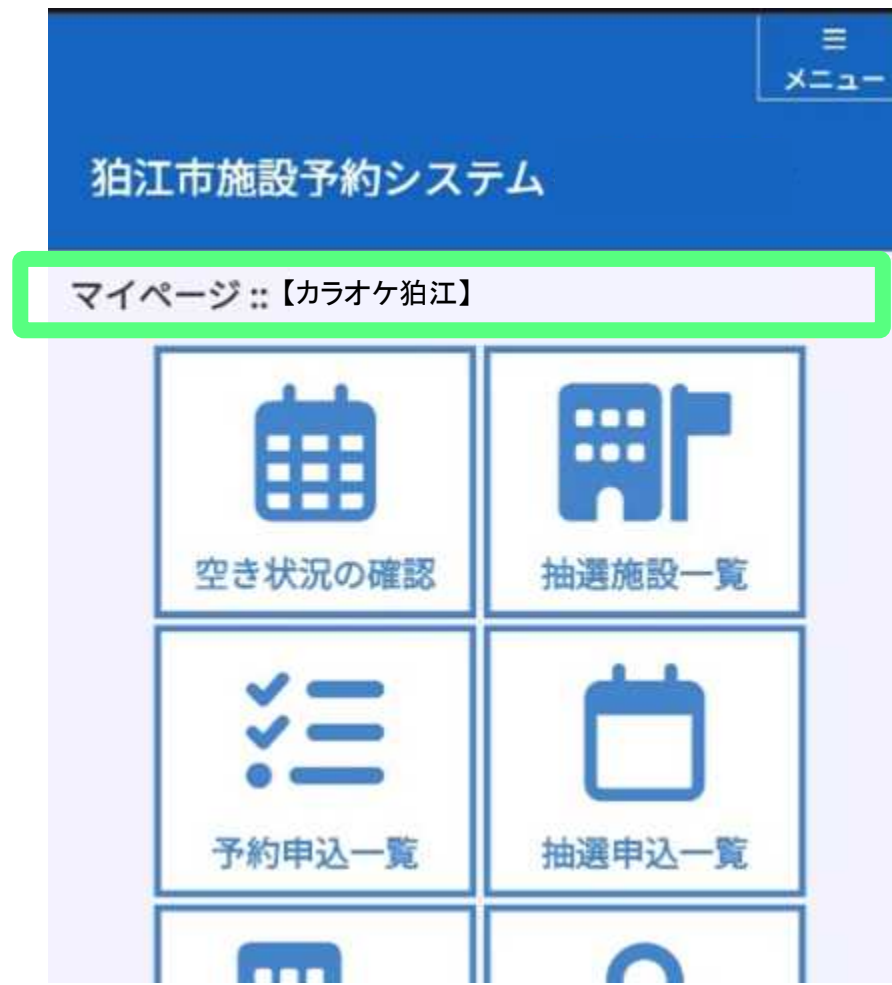 メニュー
狛江市施設予約システム
マイページ ::【カラオケ狛江】
空き状況の確認
抽選施設一覧
予約申込一覧
抽選申込一覧